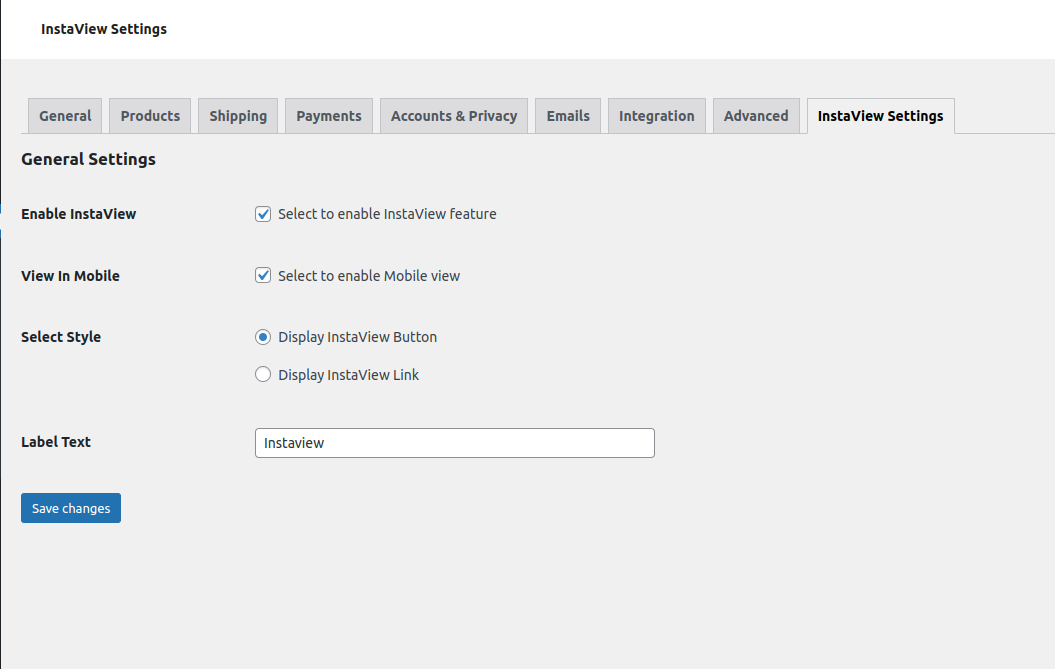 InstaView Settings
General Products Shipping Payments Accounts & Privacy Emails Integration Advanced InstaView Settings
General Settings
Enable InstaView Select to enable InstaView feature
View In Mobile Select to enable Mobile view
Select Style Display InstaView Button
Display InstaView Link
Label Text Instaview
Save changes